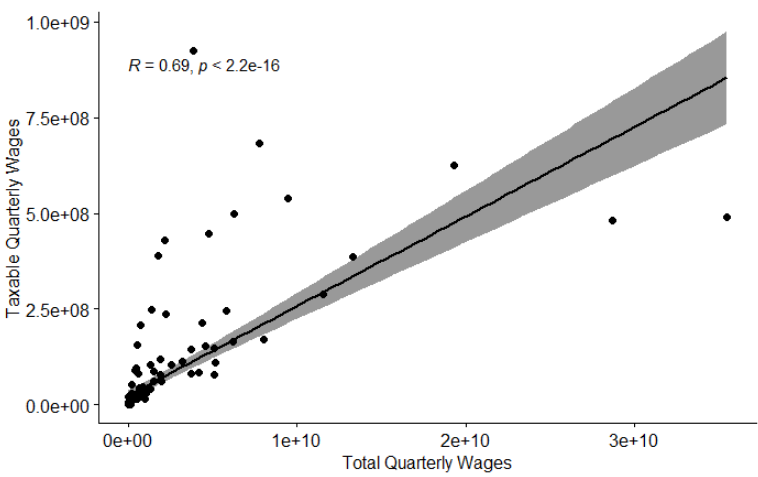 1.0e+09
R = 0.69, p < 2.2e-16
7.5e+08
Taxable Quarterly Wages
5.0e+08
2.5e+08
0.0e+00
0e+00 1e+10 2e+10 3e+10
Total Quarterly Wages